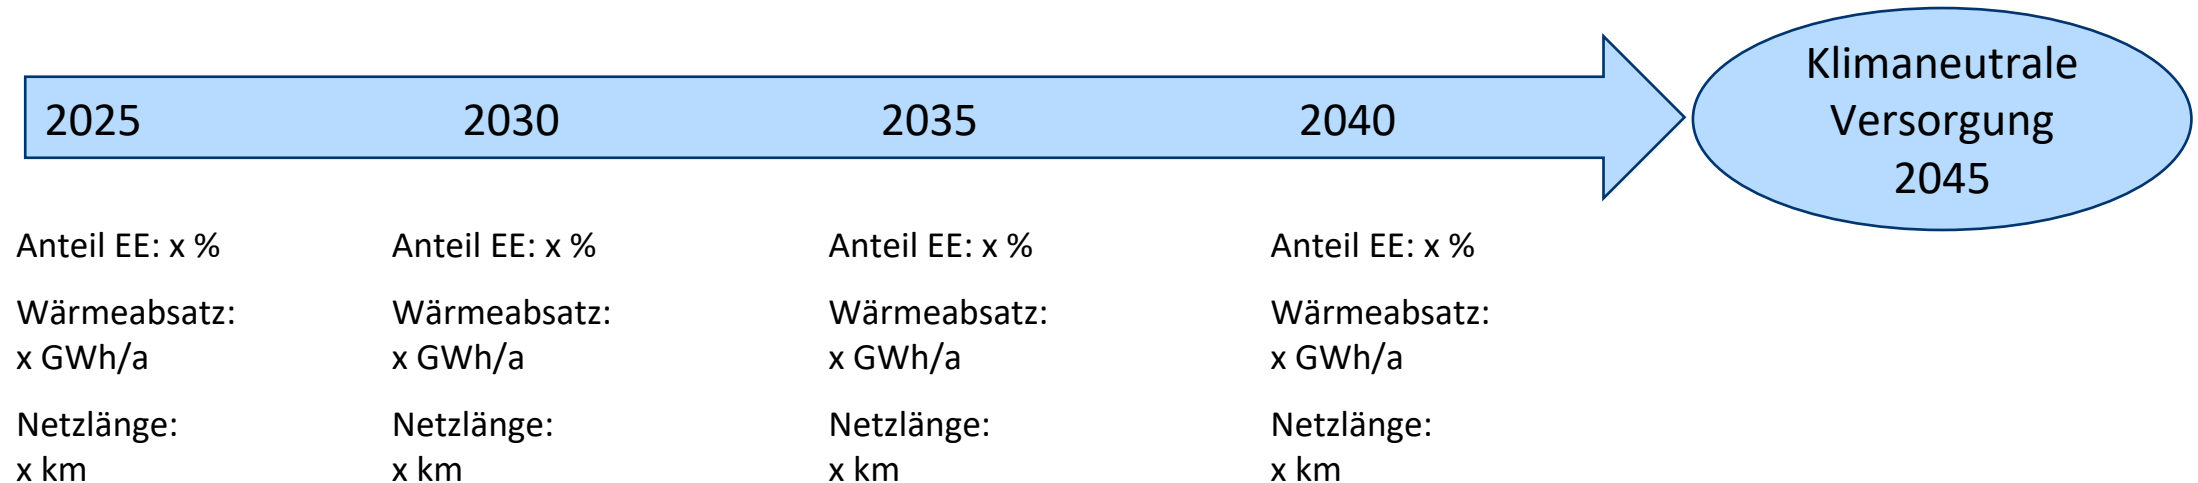 2025
2030
2035
2040
Klimaneutrale
Versorgung
2045
Anteil EE: x %
Wärmeabsatz:
x GWh/a
Netzlänge:
x km
Anteil EE: x %
Wärmeabsatz:
x GWh/a
Netzlänge:
x km
Anteil EE: x %
Wärmeabsatz:
x GWh/a
Netzlänge:
x km
Anteil EE: x %
Wärmeabsatz:
x GWh/a
Netzlänge:
x km